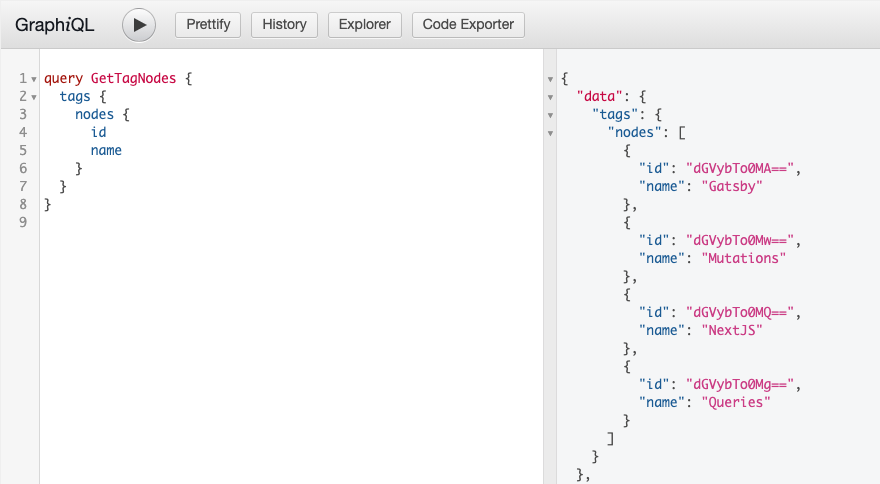 GraphiQL Prettify History Explorer Code Exporter
1 query GetTagNodes {
2 tags {
3 nodes {
4 id
5 name
6 }
7 }
8 }
9
{
"data": {
"tags": {
"nodes": [
{
"id": "dGVybTo0MA==",
"name": "Gatsby"
},
{
"id": "dGVybTo0Mw==",
"name": "Mutations"
},
{
"id": "dGVybTo0MQ==",
"name": "NextJS"
},
{
"id": "dGVybTo0Mg==",
"name": "Queries"
}
]
}
},